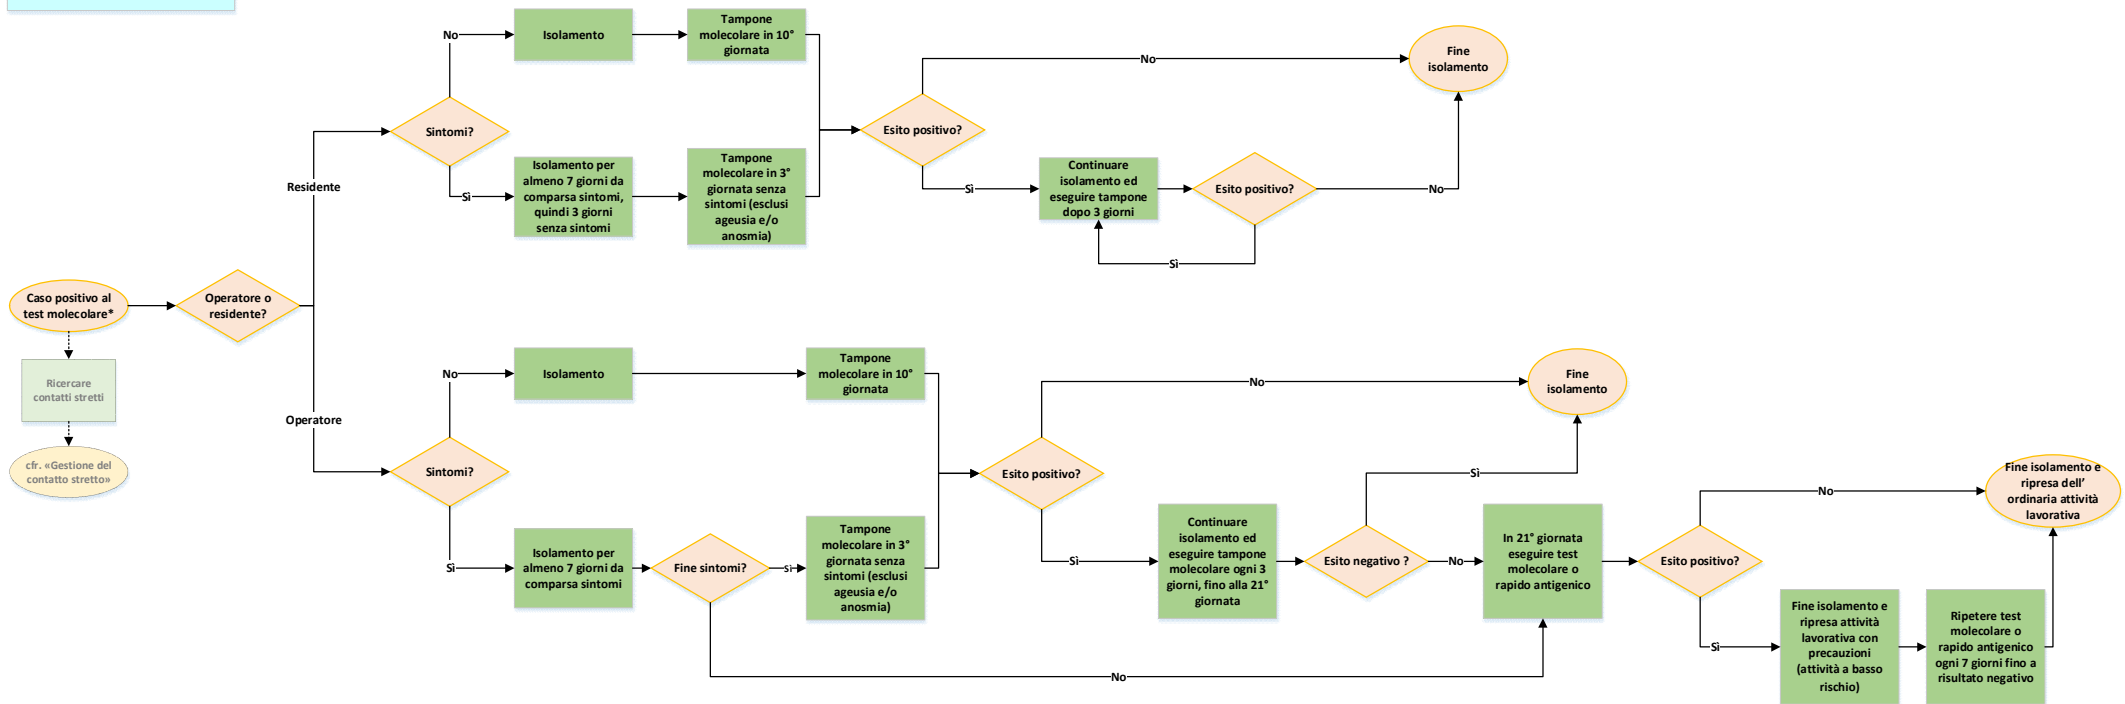 No
Isolamento
Tampone
molecolare in 10°
giornata
Sintomi?
Sì
Isolamento per
almeno 7 giorni da
comparsa sintomi,
quindi 3 giorni
senza sintomi
Tampone
molecolare in 3°
giornata senza
sintomi (esclusi
ageusia e/o
anosmia)
Esito positivo?
No
Fine
isolamento
Sì
Continuare
isolamento ed
eseguire tampone
dopo 3 giorni
Esito positivo?
No
Sì
Residente
Caso positivo al
test molecolare*
Operatore o
residente?
Ricercare
contatti stretti
cfr. «Gestione del
contatto stretto»
Operatore
No
Isolamento
Tampone
molecolare in 10°
giornata
Sintomi?
Sì
Isolamento per
almeno 7 giorni da
comparsa sintomi
Fine sintomi?
Sì
Tampone
molecolare in 3°
giornata senza
sintomi (esclusi
ageusia e/o
anosmia)
No
Esito positivo?
No
Fine
isolamento
Sì
Continuare
isolamento ed
eseguire tampone
molecolare ogni 3
giorni, fino alla 21°
giornata
Esito negativo ?
Sì
No
In 21° giornata
eseguire test
molecolare o
rapido antigenico
Esito positivo?
No
Fine isolamento e
ripresa dell’
ordinaria attività
lavorativa
Sì
Fine isolamento e
ripresa attività
lavorativa con
precauzioni
(attività a basso
rischio)
Ripetere test
molecolare o
rapido antigenico
ogni 7 giorni fino a
risultato negativo